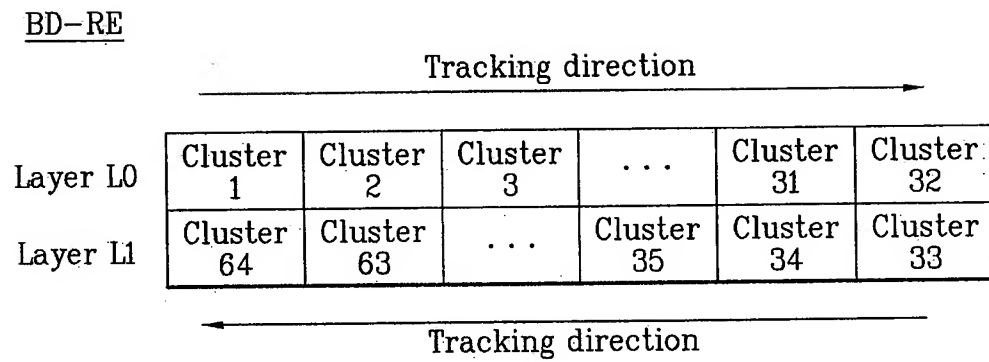 BD-RE
Tracking direction
Layer L0 Cluster 1 Cluster 2 Cluster 3 ... Cluster 31 Cluster 32
Layer L1 Cluster 64 Cluster 63 ... Cluster 35 Cluster 34 Cluster 33
Tracking direction